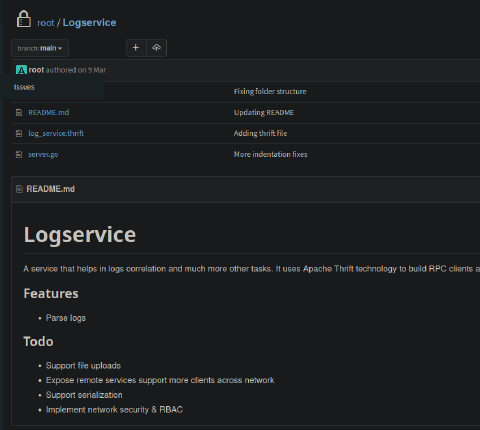 root / Logservice
branch: main
+
root authored on 9 Mar
Issues
Fixing folder structure
README.md Updating README
log_service.thrift Adding thrift file
server.go More indentation fixes
README.md
Logservice
A service that helps in logs correlation and much more other tasks. It uses Apache Thrift technology to build RPC clients a
Features
• Parse logs
Todo
• Support file uploads
• Expose remote services support more clients across network
• Support serialization
• Implement network security & RBAC